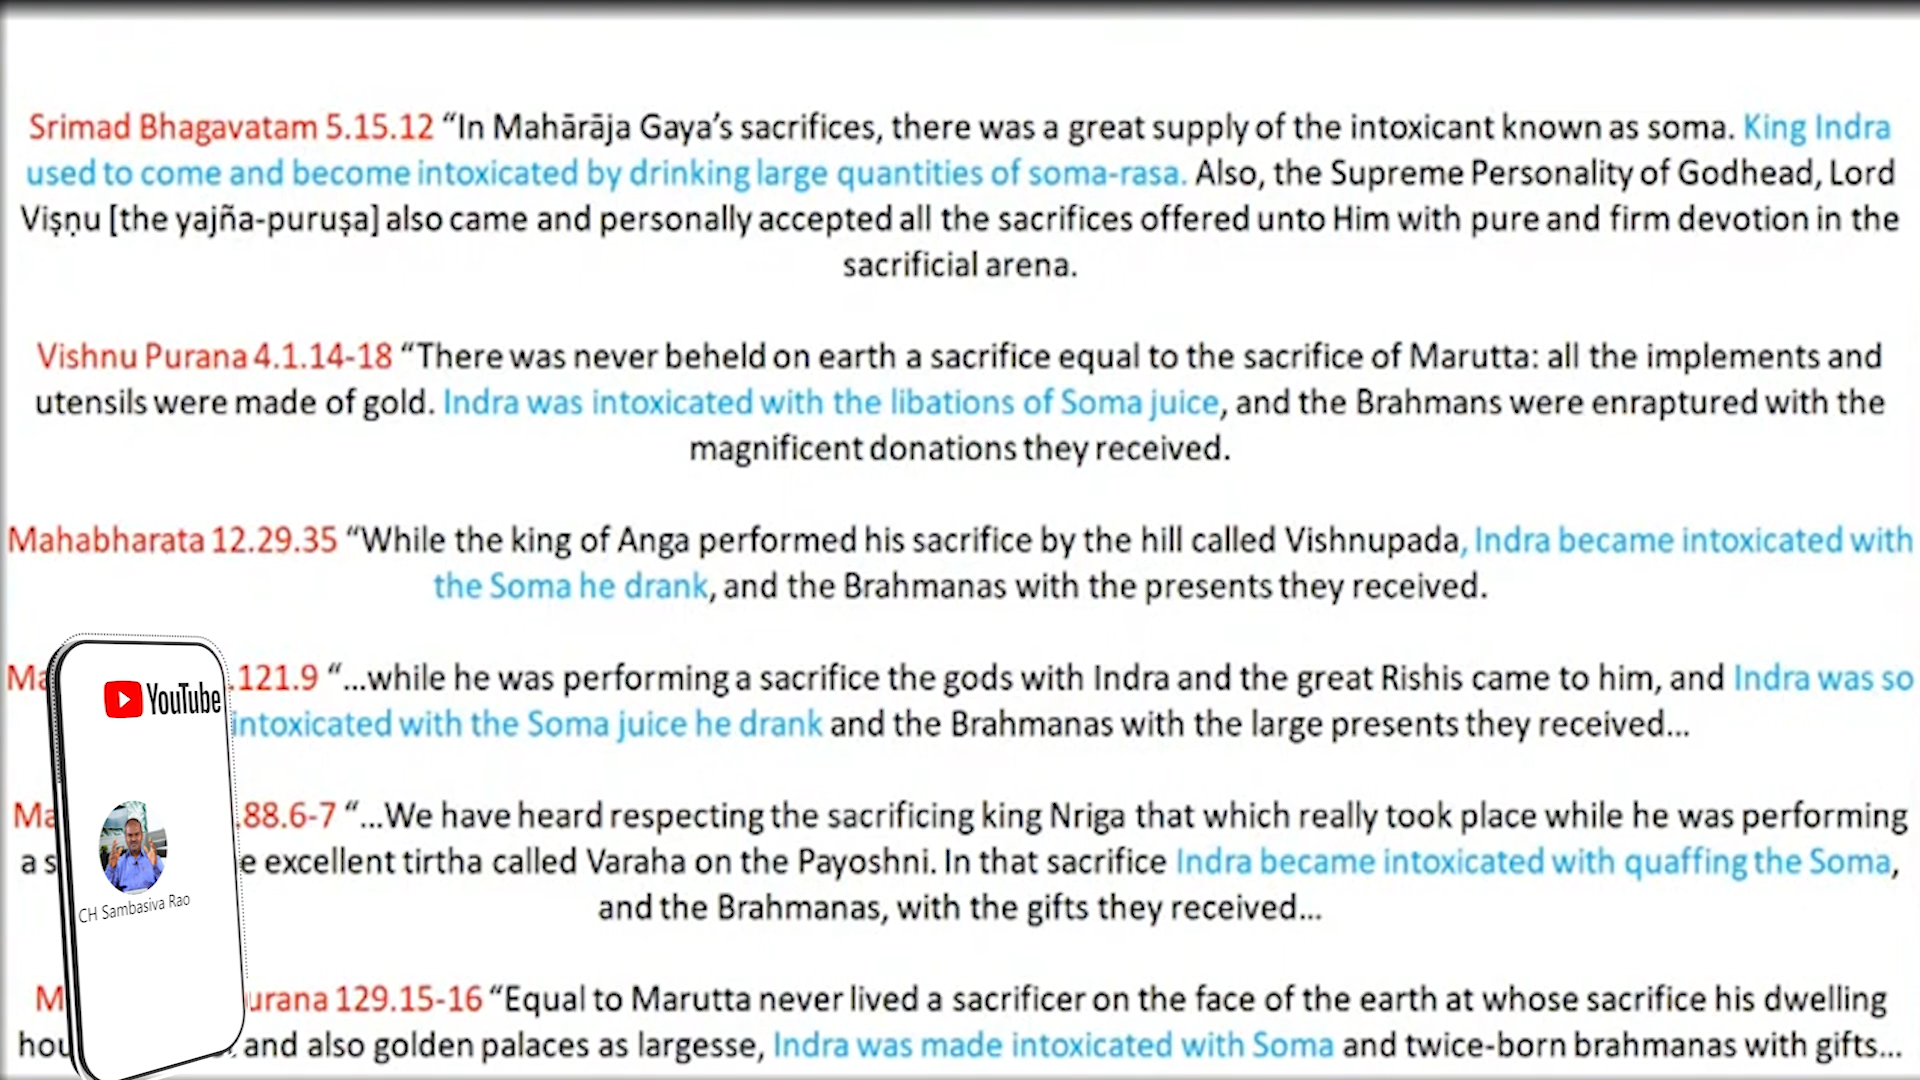 Srimad Bhagavatam 5.15.12 “In Mahārāja Gaya’s sacrifices, there was a great supply of the intoxicant known as soma. King Indra
used to come and become intoxicated by drinking large quantities of soma-rasa. Also, the Supreme Personality of Godhead, Lord
Viṣṇu [the yajña-puruṣa] also came and personally accepted all the sacrifices offered unto Him with pure and firm devotion in the
sacrificial arena.
Vishnu Purana 4.1.14-18 “There was never beheld on earth a sacrifice equal to the sacrifice of Marutta: all the implements and
utensils were made of gold. Indra was intoxicated with the libations of Soma juice, and the Brahmans were enraptured with the
magnificent donations they received.
Mahabharata 12.29.35 “While the king of Anga performed his sacrifice by the hill called Vishnupada, Indra became intoxicated with
the Soma he drank, and the Brahmanas with the presents they received.
.121.9 “...while he was performing a sacrifice the gods with Indra and the great Rishis came to him, and Indra was so
intoxicated with the Soma juice he drank and the Brahmanas with the large presents they received...
.88.6-7 “...We have heard respecting the sacrificing king Nriga that which really took place while he was performing
a excellent tirtha called Varaha on the Payoshni. In that sacrifice Indra became intoxicated with quaffing the Soma,
and the Brahmanas, with the gifts they received...
129.15-16 “Equal to Marutta never lived a sacrificer on the face of the earth at whose sacrifice his dwelling
and also golden palaces as largesse, Indra was made intoxicated with Soma and twice-born brahmanas with gifts...
YouTube
CH Sambasiva Rao